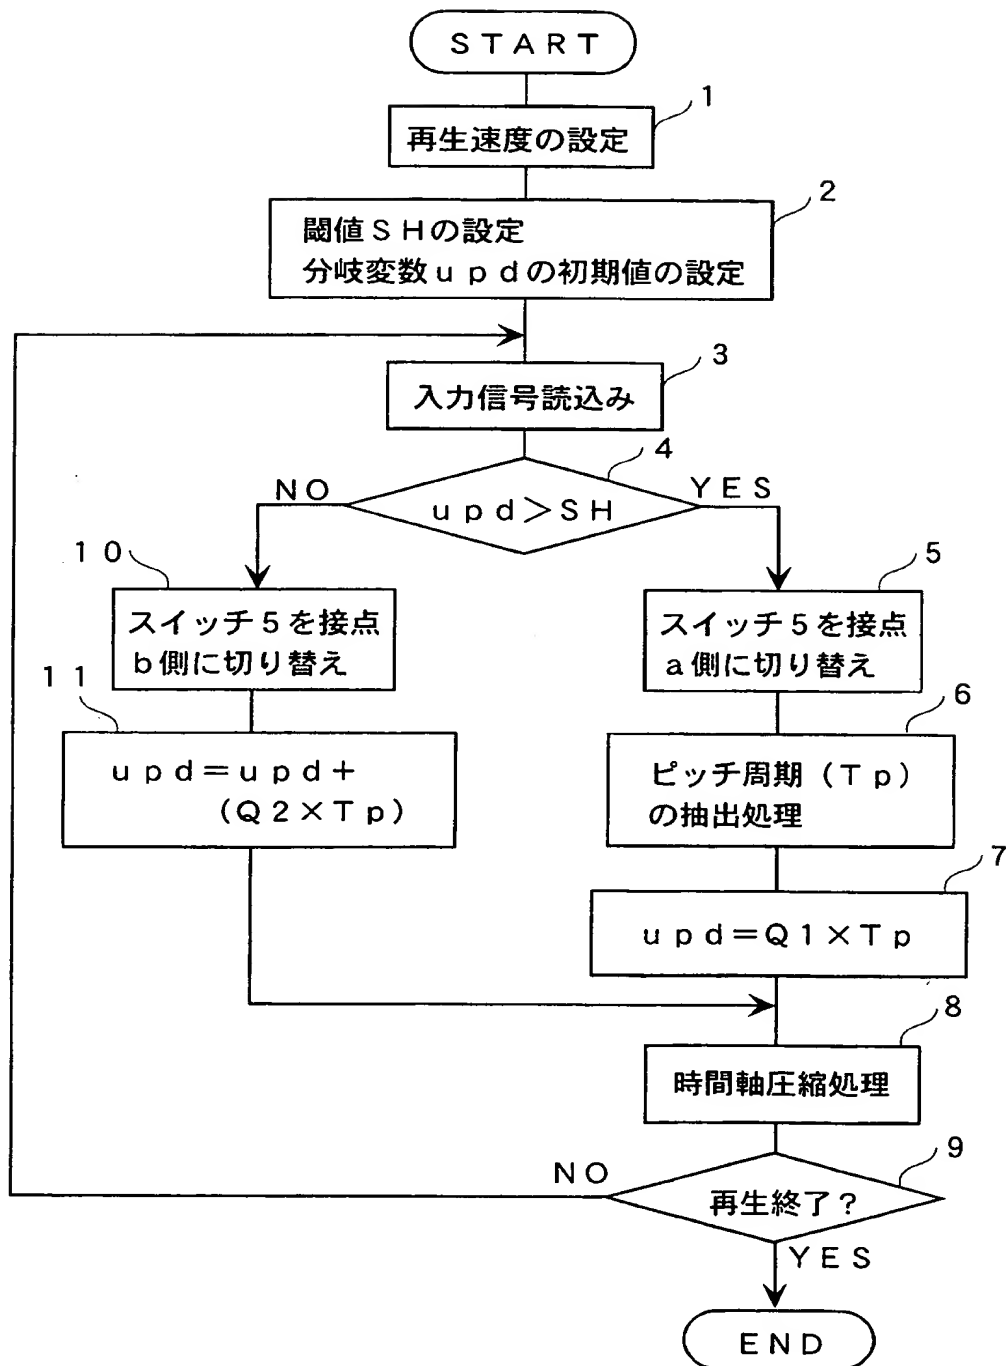 START
1
再生速度の設定
2
閾値SHの設定
分岐変数updの初期値の設定
3
入力信号読込み
4
upd>SH
NO
YES
10
スイッチ5を接点
b側に切り替え
5
スイッチ5を接点
a側に切り替え
11
upd=upd+
(Q2×Tp)
6
ピッチ周期(Tp)
の抽出処理
7
upd=Q1×Tp
8
時間軸圧縮処理
9
再生終了?
NO
YES
END